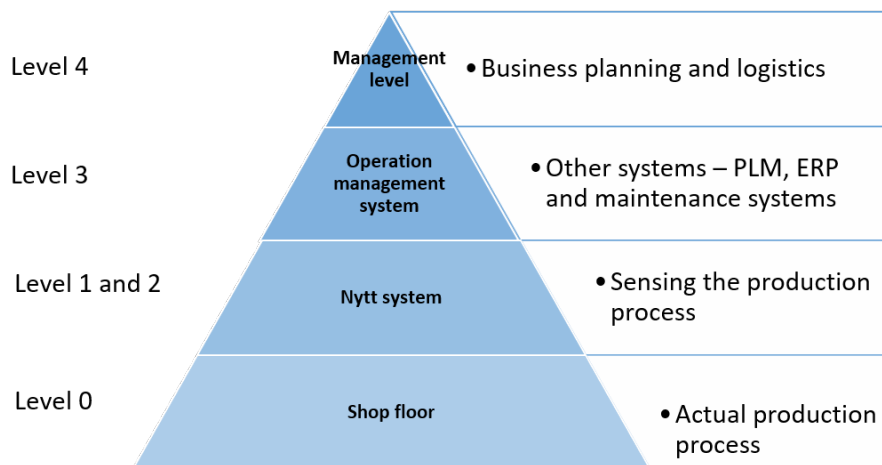 Level 4
Management
level
• Business planning and logistics
Level 3
Operation
management
system
• Other systems – PLM, ERP
and maintenance systems
Level 1 and 2
Nytt system
• Sensing the production
process
Level 0
Shop floor
• Actual production
process